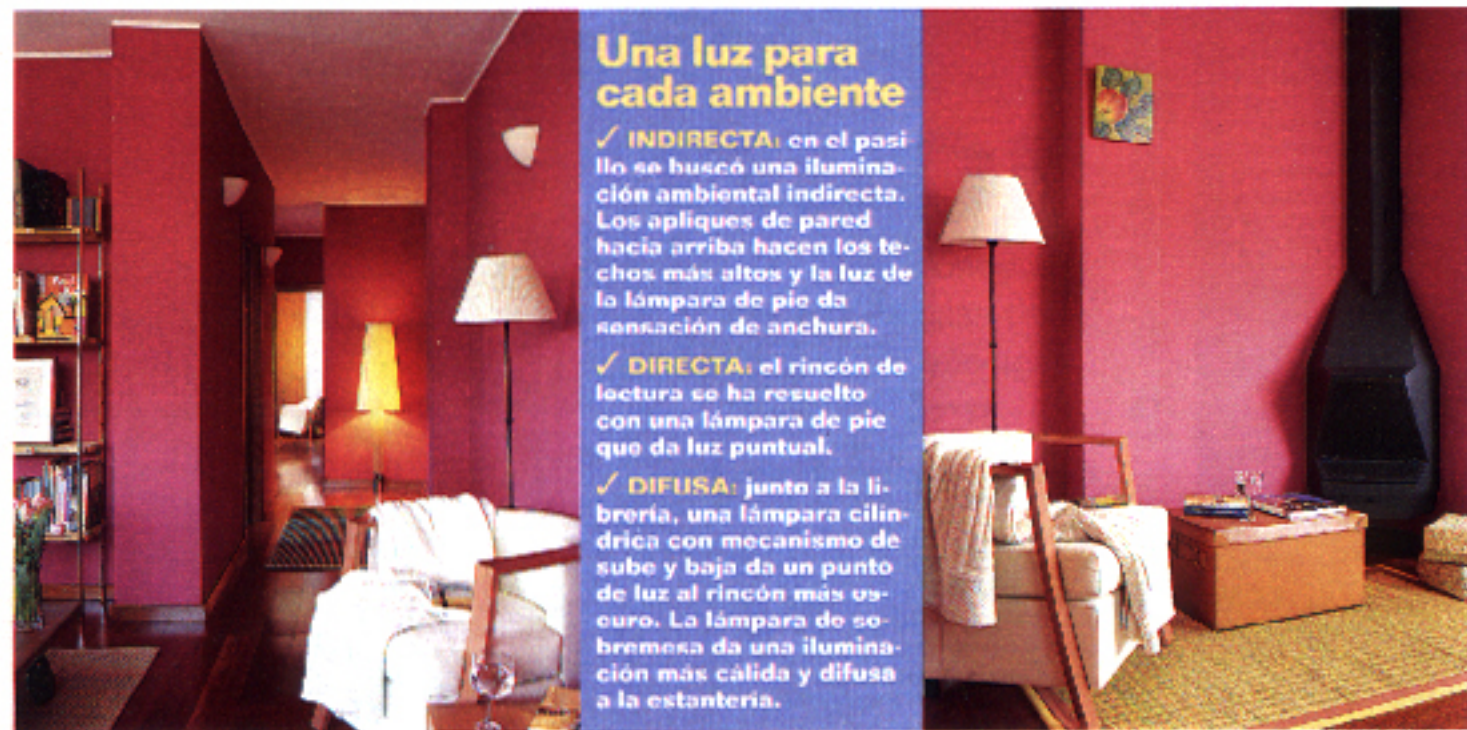 Una luz para
cada ambiente
✓ INDIRECTA: en el pasi-
llo se buscó una ilumina-
ción ambiental indirecta.
Los apliques de pared
hacia arriba hacen los te-
chos más altos y la luz de
la lámpara de pie da
sensación de anchura.
✓ DIRECTA: el rincón de
lectura se ha resuelto
con una lámpara de pie
que da luz puntual.
✓ DIFUSA: junto a la li-
brería, una lámpara cilín-
drica con mecanismo de
sube y baja da un punto
de luz al rincón más os-
curo. La lámpara de so-
bremesa da una ilumina-
ción más cálida y difusa
a la estantería.